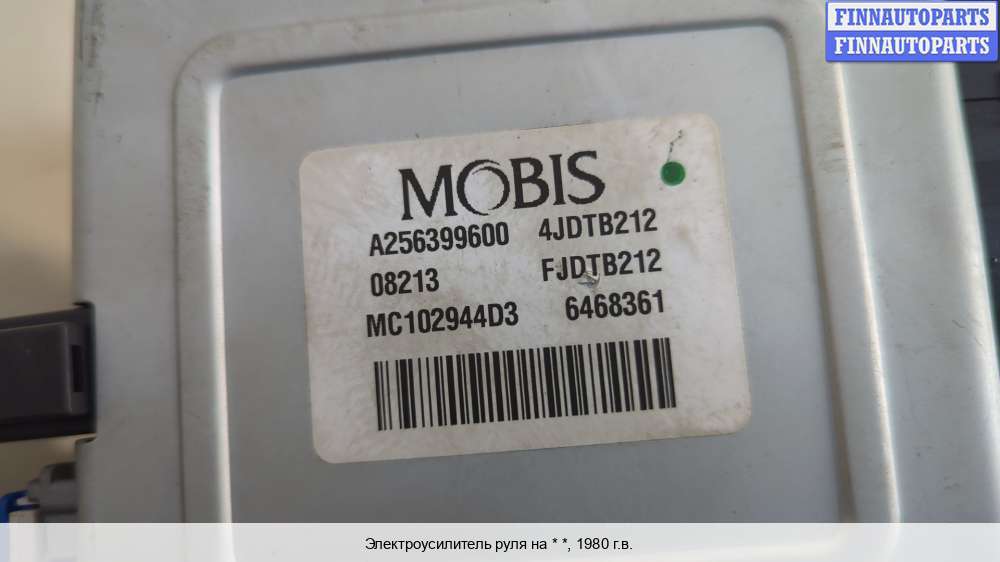 FINNAUTOPARTS
FINNAUTOPARTS
MOBIS
A256399600 4JDTB212
08213 FJDTB212
MC102944D3 6468361
Электроусилитель руля на * *, 1980 г.в.